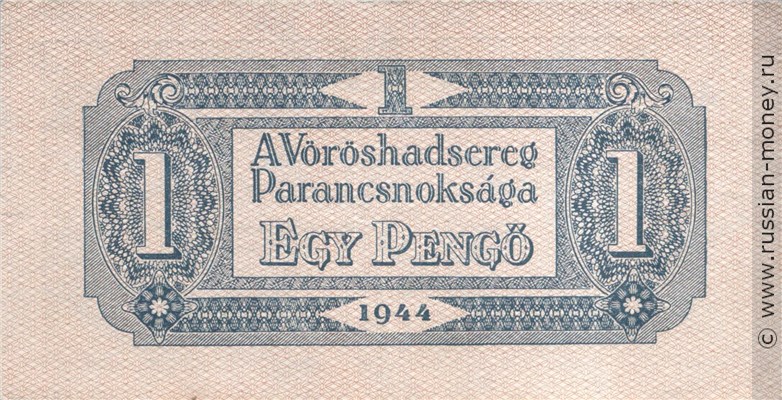 1
A Vöröshadsereg
Parancsnoksága
1
1
EGY PENGŐ
1944
© www.russian-money.ru